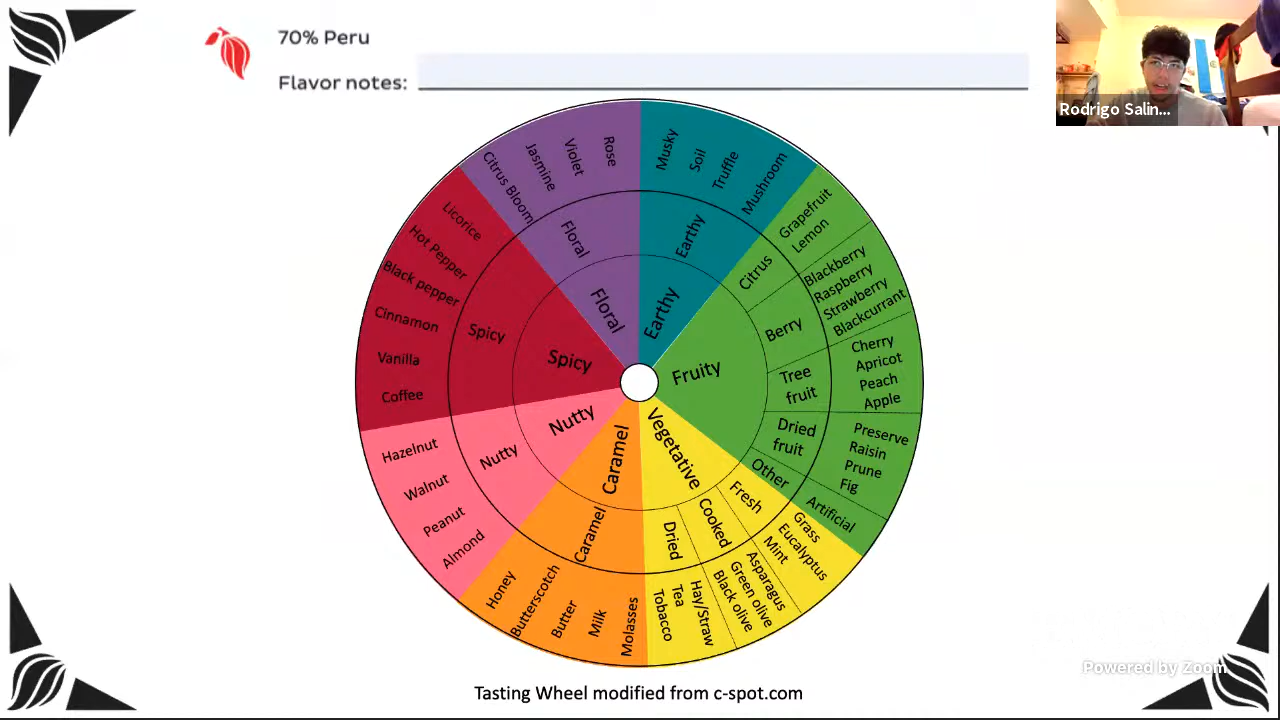 70% Peru
Flavor notes:
Rodrigo Salin...
Floral
Floral
Citrus Bloom
Jasmine
Violet
Rose
Earthy
Earthy
Musky
Soil
Truffle
Mushroom
Fruity
Citrus
Grapefruit
Lemon
Berry
Blackberry
Raspberry
Strawberry
Blackcurrant
Tree
fruit
Cherry
Apricot
Peach
Apple
Dried
fruit
Preserve
Raisin
Prune
Fig
Other
Artificial
Vegetative
Fresh
Grass
Eucalyptus
Mint
Cooked
Asparagus
Green olive
Black olive
Dried
Hay/Straw
Tea
Tobacco
Caramel
Caramel
Molasses
Milk
Butter
Butterscotch
Honey
Nutty
Nutty
Almond
Peanut
Walnut
Hazelnut
Spicy
Spicy
Coffee
Vanilla
Cinnamon
Black pepper
Hot Pepper
Licorice
Powered by Zoom
Tasting Wheel modified from c-spot.com